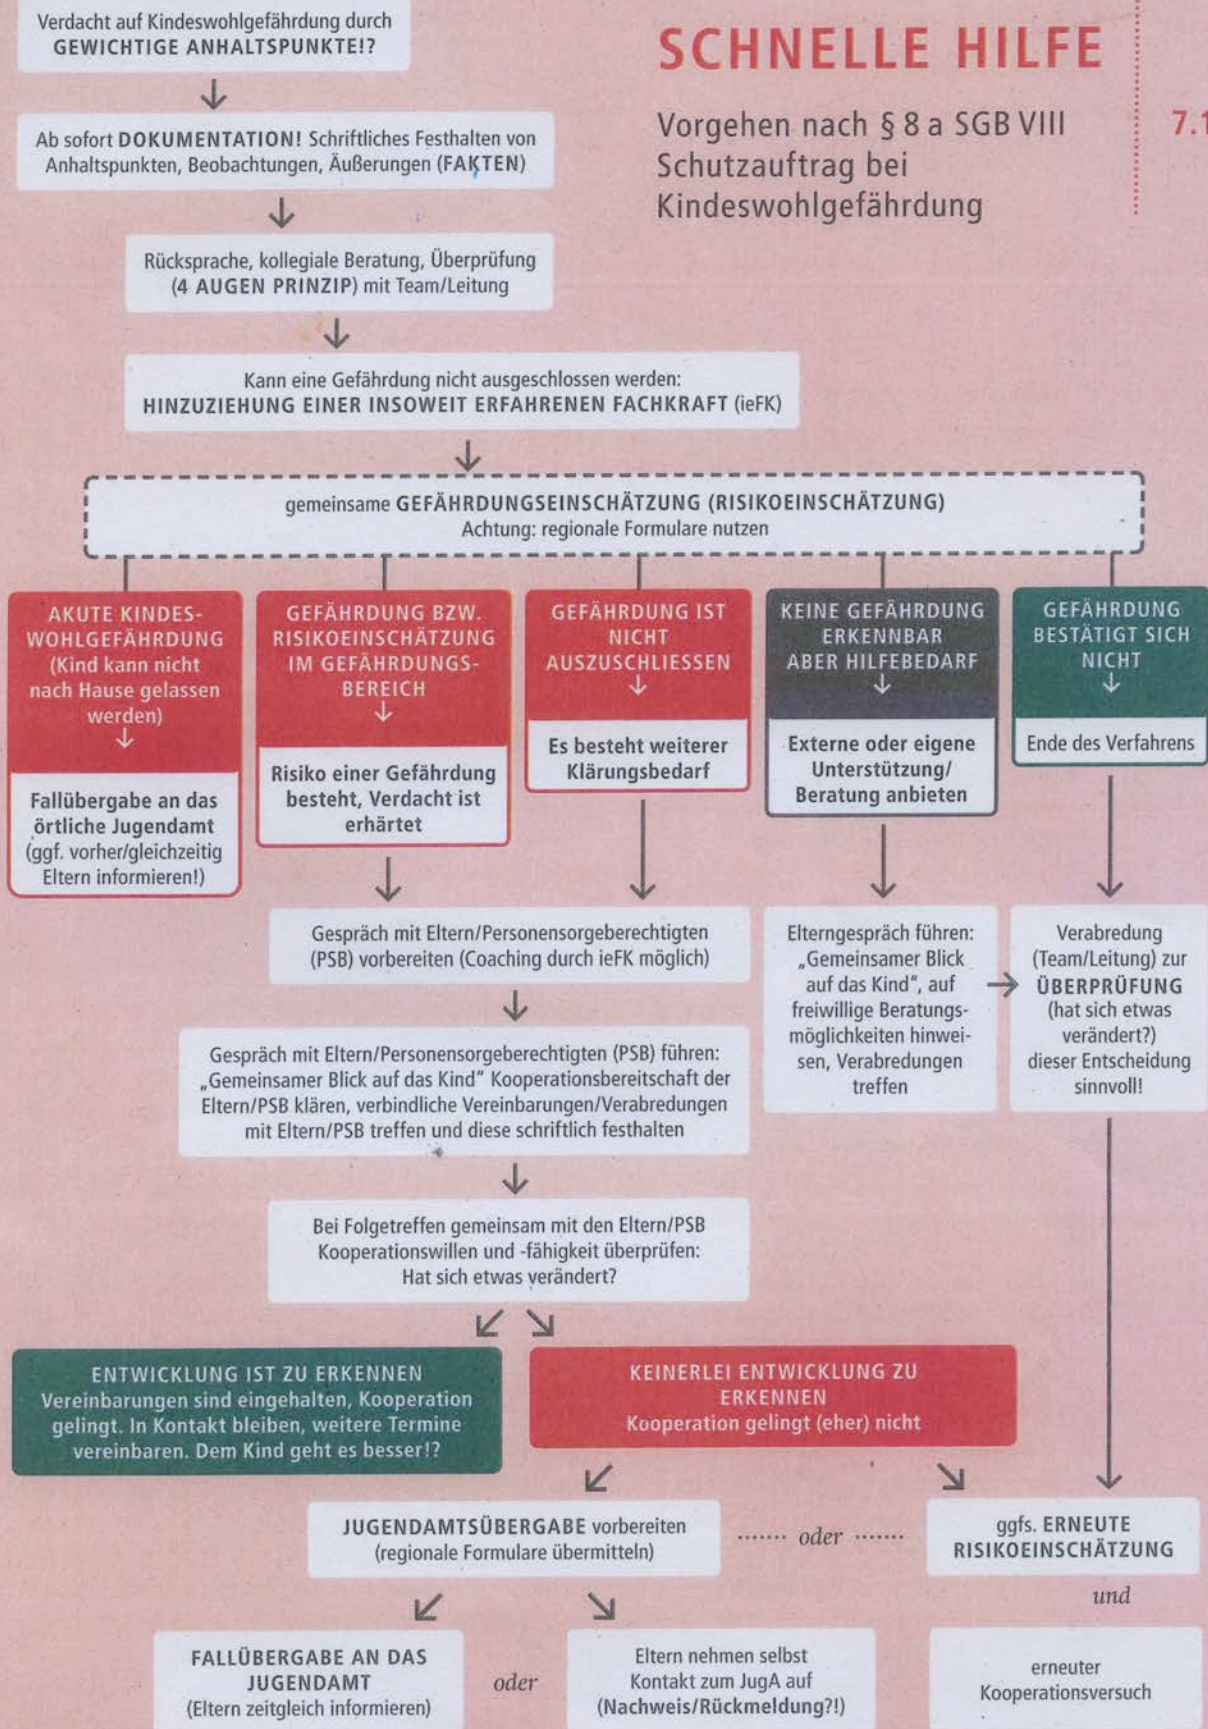 Verdacht auf Kindeswohlgefährdung durch
GEWICHTIGE ANHALTSPUNKTE!?
SCHNELLE HILFE
Vorgehen nach § 8 a SGB VIII
Schutzauftrag bei
Kindeswohlgefährdung
Ab sofort DOKUMENTATION! Schriftliches Festhalten von
Anhaltspunkten, Beobachtungen, Äußerungen (FAKTEN)
Rücksprache, kollegiale Beratung, Überprüfung
(4 AUGEN PRINZIP) mit Team/Leitung
Kann eine Gefährdung nicht ausgeschlossen werden:
HINZUZIEHUNG EINER INSOWEIT ERFAHRENEN FACHKRAFT (ieFK)
gemeinsame GEFÄHRDUNGSEINSCHÄTZUNG (RISIKOEINSCHÄTZUNG)
Achtung: regionale Formulare nutzen
AKUTE KINDES-
WOHLGEFÄHRDUNG
(Kind kann nicht
nach Hause gelassen
werden)
Fallübergabe an das
örtliche Jugendamt
(ggf. vorher/gleichzeitig
Eltern informieren!)
GEFÄHRDUNG BZW.
RISIKOEINSCHÄTZUNG
IM GEFÄHRDUNGS-
BEREICH
Risiko einer Gefährdung
besteht, Verdacht ist
erhärtet
GEFÄHRDUNG IST
NICHT
AUSZUSCHLIESSEN
Es besteht weiterer
Klärungsbedarf
KEINE GEFÄHRDUNG
ERKENNBAR
ABER HILFEBEDARF
Externe oder eigene
Unterstützung/
Beratung anbieten
GEFÄHRDUNG
BESTÄTIGT SICH
NICHT
Ende des Verfahrens
Gespräch mit Eltern/Personensorgeberechtigten
(PSB) vorbereiten (Coaching durch ieFK möglich)
Elterngespräch führen:
„Gemeinsamer Blick
auf das Kind“, auf
freiwillige Beratungs-
möglichkeiten hinwei-
sen, Verabredungen
treffen
Verabredung
(Team/Leitung) zur
ÜBERPRÜFUNG
(hat sich etwas
verändert?)
dieser Entscheidung
sinnvoll!
Gespräch mit Eltern/Personensorgeberechtigten (PSB) führen:
„Gemeinsamer Blick auf das Kind“ Kooperationsbereitschaft der
Eltern/PSB klären, verbindliche Vereinbarungen/Verabredungen
mit Eltern/PSB treffen und diese schriftlich festhalten
Bei Folgetreffen gemeinsam mit den Eltern/PSB
Kooperationswillen und -fähigkeit überprüfen:
Hat sich etwas verändert?
ENTWICKLUNG IST ZU ERKENNEN
Vereinbarungen sind eingehalten, Kooperation
gelingt. In Kontakt bleiben, weitere Termine
vereinbaren. Dem Kind geht es besser!?
KEINERLEI ENTWICKLUNG ZU
ERKENNEN
Kooperation gelingt (eher) nicht
JUGENDAMTSÜBERGABE vorbereiten
(regionale Formulare übermitteln)
....... oder .......
ggfs. ERNEUTE
RISIKOEINSCHÄTZUNG
und
FALLÜBERGABE AN DAS
JUGENDAMT
(Eltern zeitgleich informieren)
oder
Eltern nehmen selbst
Kontakt zum JugA auf
(Nachweis/Rückmeldung?!)
erneuter
Kooperationsversuch